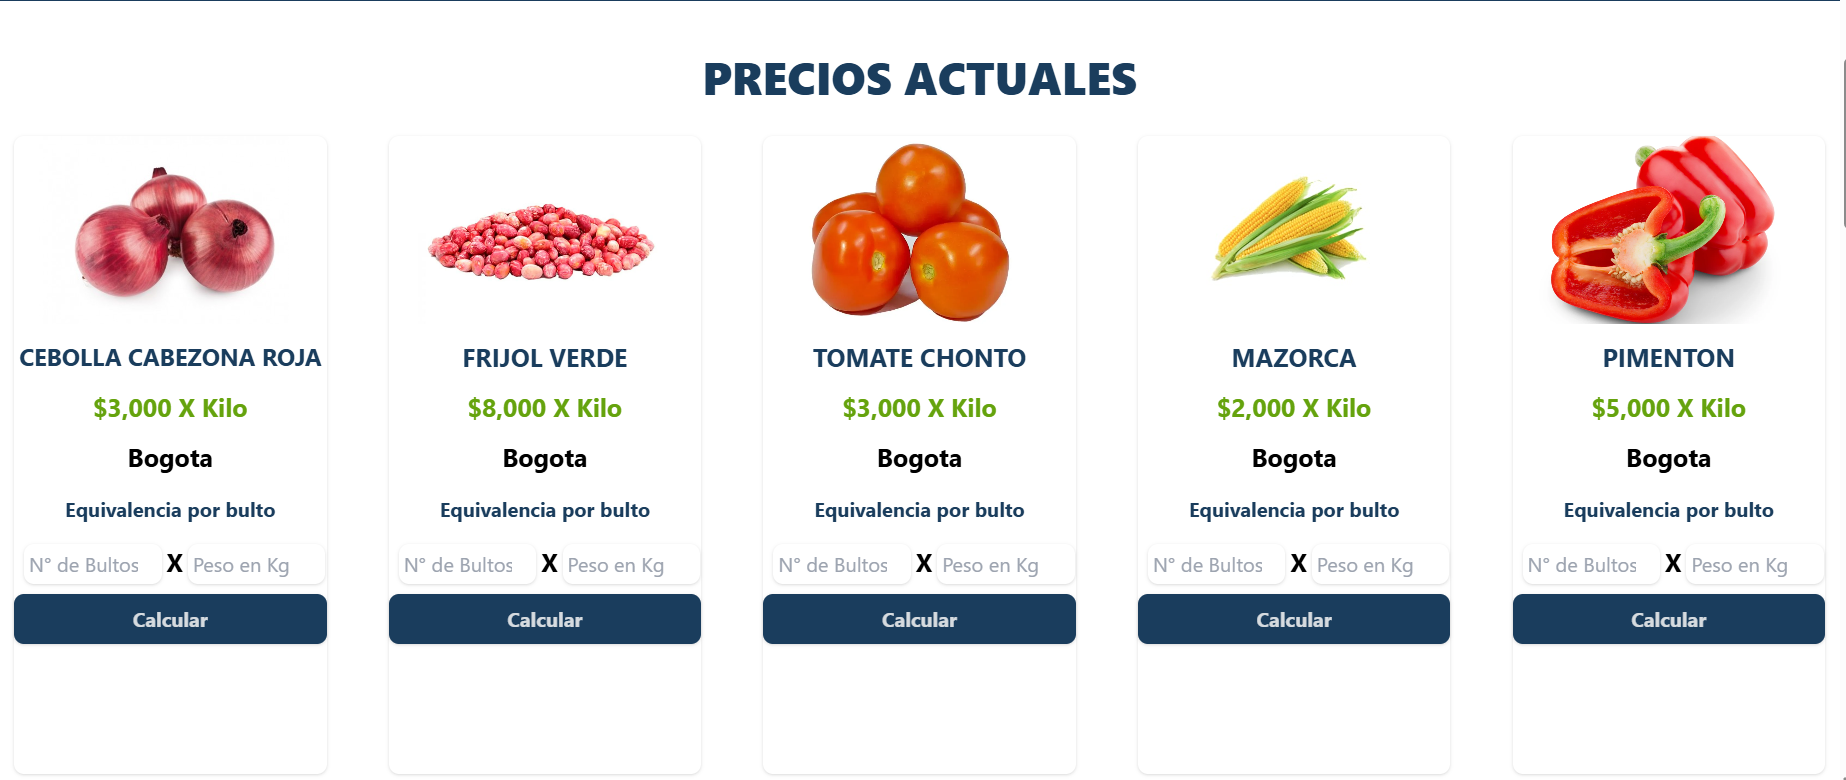 PRECIOS ACTUALES
CEBOLLA CABEZONA ROJA
$3,000 X Kilo
Bogota
Equivalencia por bulto
N° de Bultos X Peso en Kg
Calcular
FRIJOL VERDE
$8,000 X Kilo
Bogota
Equivalencia por bulto
N° de Bultos X Peso en Kg
Calcular
TOMATE CHONTO
$3,000 X Kilo
Bogota
Equivalencia por bulto
N° de Bultos X Peso en Kg
Calcular
MAZORCA
$2,000 X Kilo
Bogota
Equivalencia por bulto
N° de Bultos X Peso en Kg
Calcular
PIMENTON
$5,000 X Kilo
Bogota
Equivalencia por bulto
N° de Bultos X Peso en Kg
Calcular